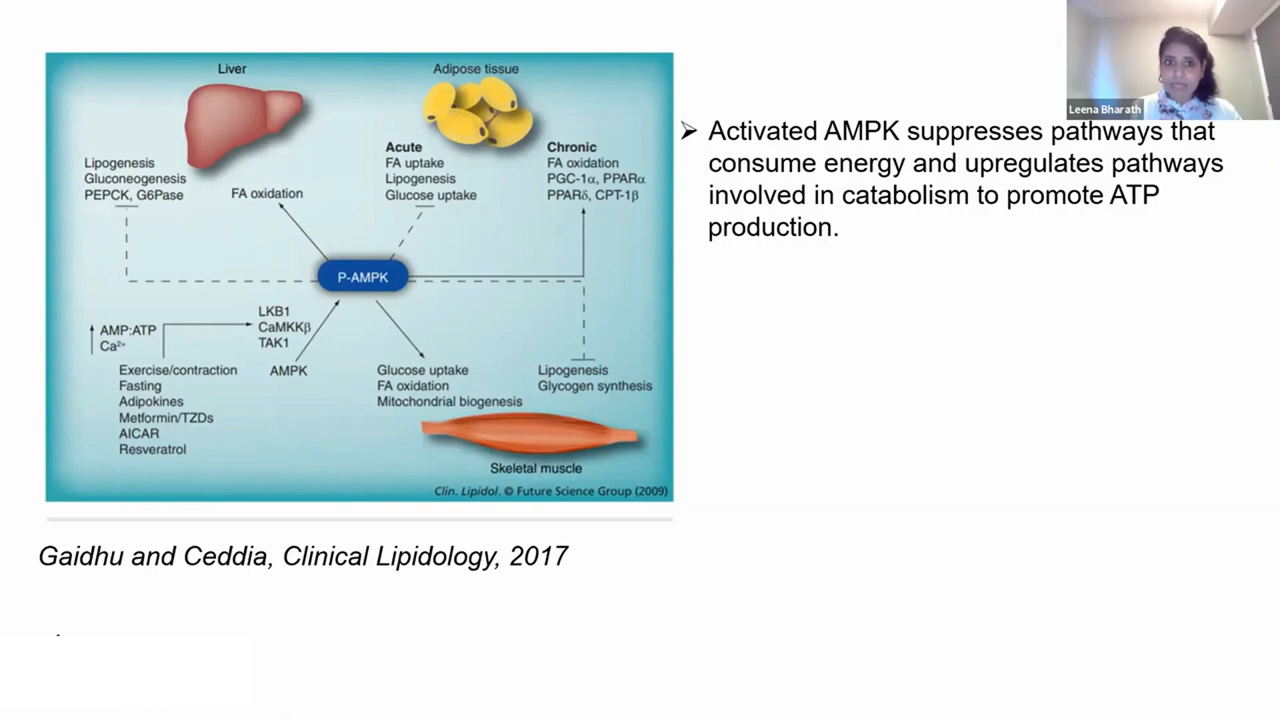 Liver
Adipose tissue
Lipogenesis
Gluconeogenesis
PEPCK, G6Pase
FA oxidation
Acute
FA uptake
Lipogenesis
Glucose uptake
Chronic
FA oxidation
PGC-1α, PPARα
PPARδ, CPT-1β
P-AMPK
AMP:ATP
Ca²⁺
LKB1
CaMKKβ
TAK1
AMPK
Exercise/contraction
Fasting
Adipokines
Metformin/TZDs
AICAR
Resveratrol
Glucose uptake
FA oxidation
Mitochondrial biogenesis
Lipogenesis
Glycogen synthesis
Skeletal muscle
Clin. Lipidol. © Future Science Group (2009)
Gaidhu and Ceddia, Clinical Lipidology, 2017
Leena Bharath
➢ Activated AMPK suppresses pathways that
consume energy and upregulates pathways
involved in catabolism to promote ATP
production.